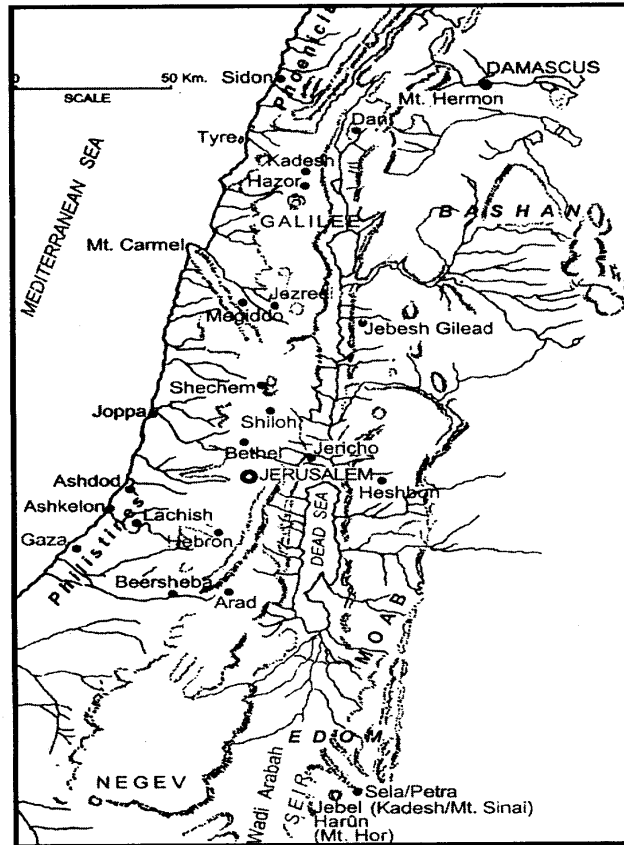 Phoenicia
0 50 Km.
SCALE
Sidon
DAMASCUS
Mt. Hermon
Dan
Tyre
Kadesh
Hazor
GALILEE
BASHAN
MEDITERRANEAN SEA
Mt. Carmel
Jezreel
Megiddo
Jebesh Gilead
Shechem
Joppa
Shiloh
Bethel
Jericho
JERUSALEM
Heshbon
Ashdod
Ashkelon
Lachish
Hebron
Gaza
Philistines
DEAD SEA
Beersheba
Arad
MOAB
EDOM
NEGEV
Wadi Arabah
SEIR
Sela/Petra
Jebel (Kadesh/Mt. Sinai)
Harûn
(Mt. Hor)